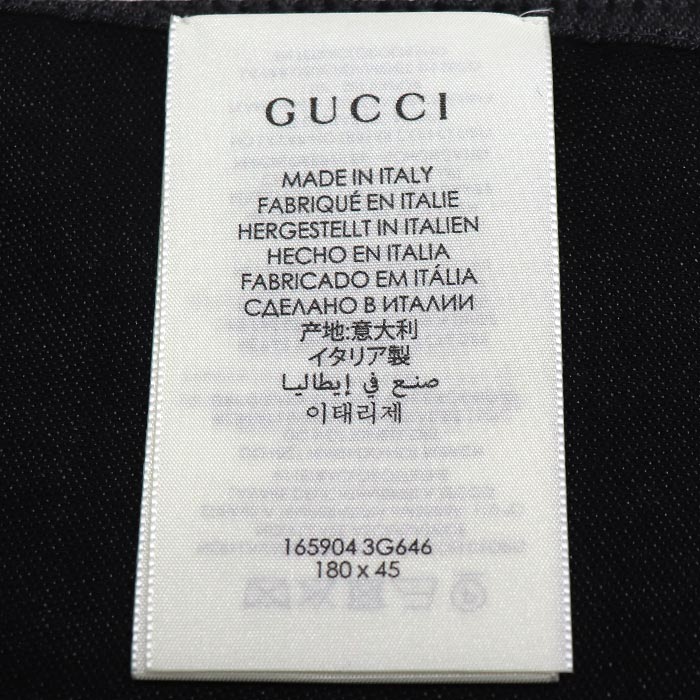 GUCCI
MADE IN ITALY
FABRIQUÉ EN ITALIE
HERGESTELLT IN ITALIEN
HECHO EN ITALIA
FABRICADO EM ITÁLIA
СДЕЛАНО В ИТАЛИИ
产地:意大利
イタリア製
صنع في إيطاليا
이태리제
165904 3G646
180 x 45